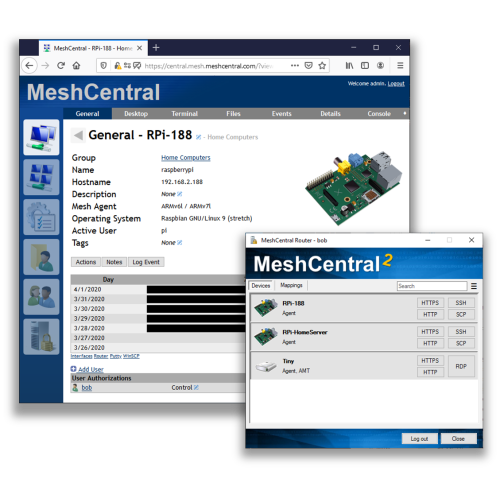 MeshCentral - RPi-188 - Home
https://central.mesh.meshcentral.com/?view
MeshCentral
Welcome admin. Logout
General Desktop Terminal Files Events Details Console
General - RPi-188 - Home Computers
Group Home Computers
Name raspberrypi
Hostname 192.168.2.188
Description None
Mesh Agent ARMv6l / ARMv7l
Operating System Raspbian GNU/Linux 9 (stretch)
Active User pi
Tags None
Actions Notes Log Event
Day
4/1/2020
3/31/2020
3/30/2020
3/29/2020
3/28/2020
3/27/2020
3/26/2020
Interfaces Router Putty WinSCP
Add User
User Authorizations
bob Control
MeshCentral Router - bob
MeshCentral 2
Devices Mappings Search
RPi-188 HTTPS SSH
Agent HTTP SCP
RPi-HomeServer HTTPS SSH
Agent HTTP SCP
Tiny HTTPS RDP
Agent, AMT HTTP
Log out Close